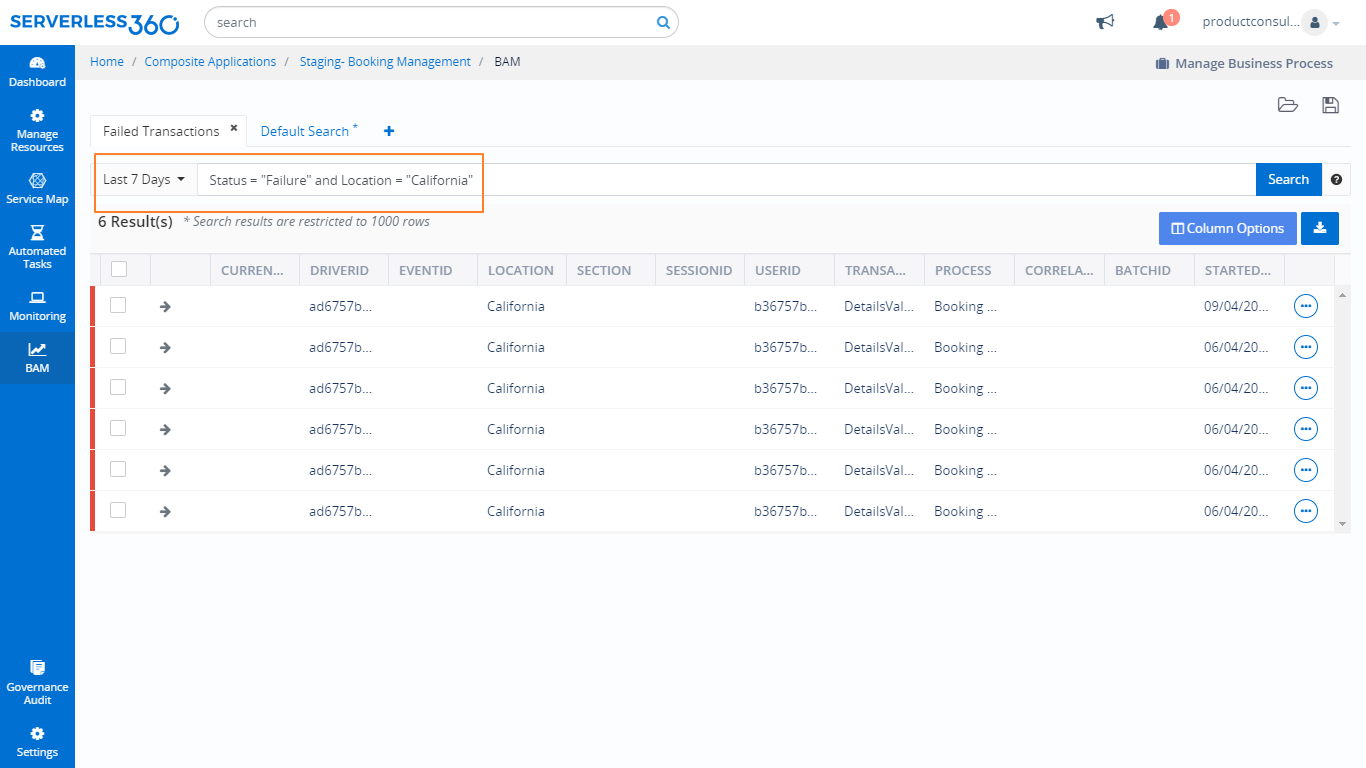 SERVERLESS360
search
1
productconsul...
Home / Composite Applications / Staging- Booking Management / BAM
Manage Business Process
Dashboard
Manage
Resources
Service Map
Automated
Tasks
Monitoring
BAM
Governance
Audit
Settings
Failed Transactions × Default Search * +
Last 7 Days Status = "Failure" and Location = "California" Search ?
6 Result(s) * Search results are restricted to 1000 rows
Column Options
CURREN... DRIVERID EVENTID LOCATION SECTION SESSIONID USERID TRANSA... PROCESS CORRELA... BATCHID STARTED...
ad6757b... California b36757b... DetailsVal... Booking ... 09/04/20...
ad6757b... California b36757b... DetailsVal... Booking ... 06/04/20...
ad6757b... California b36757b... DetailsVal... Booking ... 06/04/20...
ad6757b... California b36757b... DetailsVal... Booking ... 06/04/20...
ad6757b... California b36757b... DetailsVal... Booking ... 06/04/20...
ad6757b... California b36757b... DetailsVal... Booking ... 06/04/20...